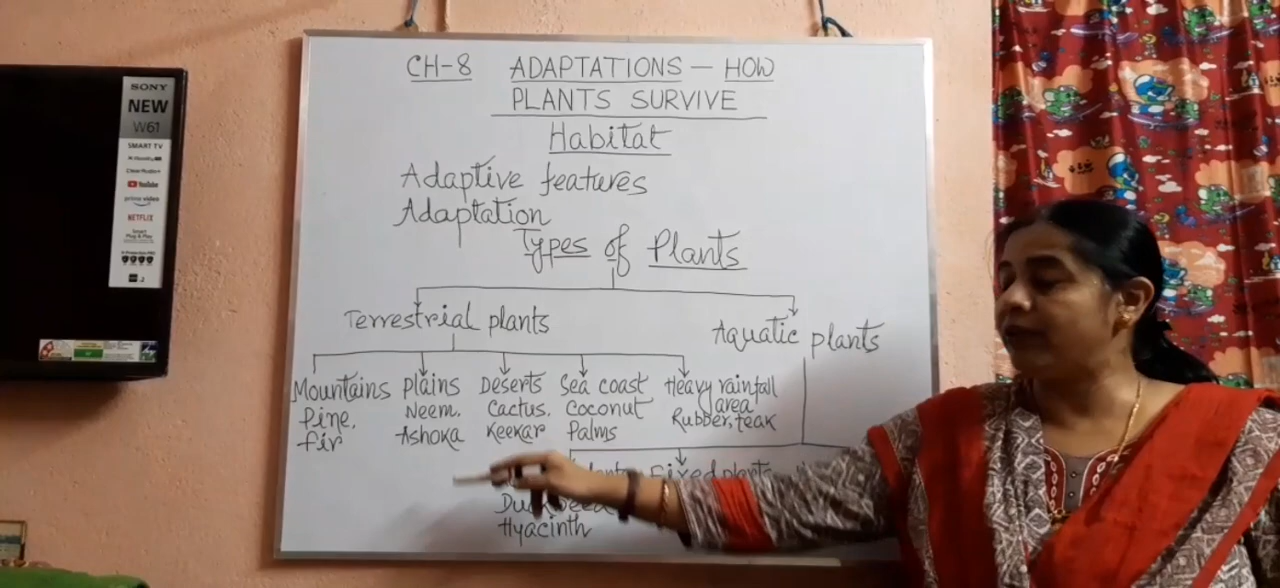 CH-8 ADAPTATIONS — HOW
PLANTS SURVIVE
Habitat
Adaptive features
Adaptation
Types of Plants
Terrestrial plants
Aquatic plants
Mountains
Pine,
Fir
Plains
Neem,
Ashoka
Deserts
Cactus,
Keekar
Sea coast
Coconut
Palms
Heavy rainfall
area
Rubber, teak
Fixed plants
Hyacinth
SONY
NEW
W61
SMART TV
YouTube
prime video
NETFLIX